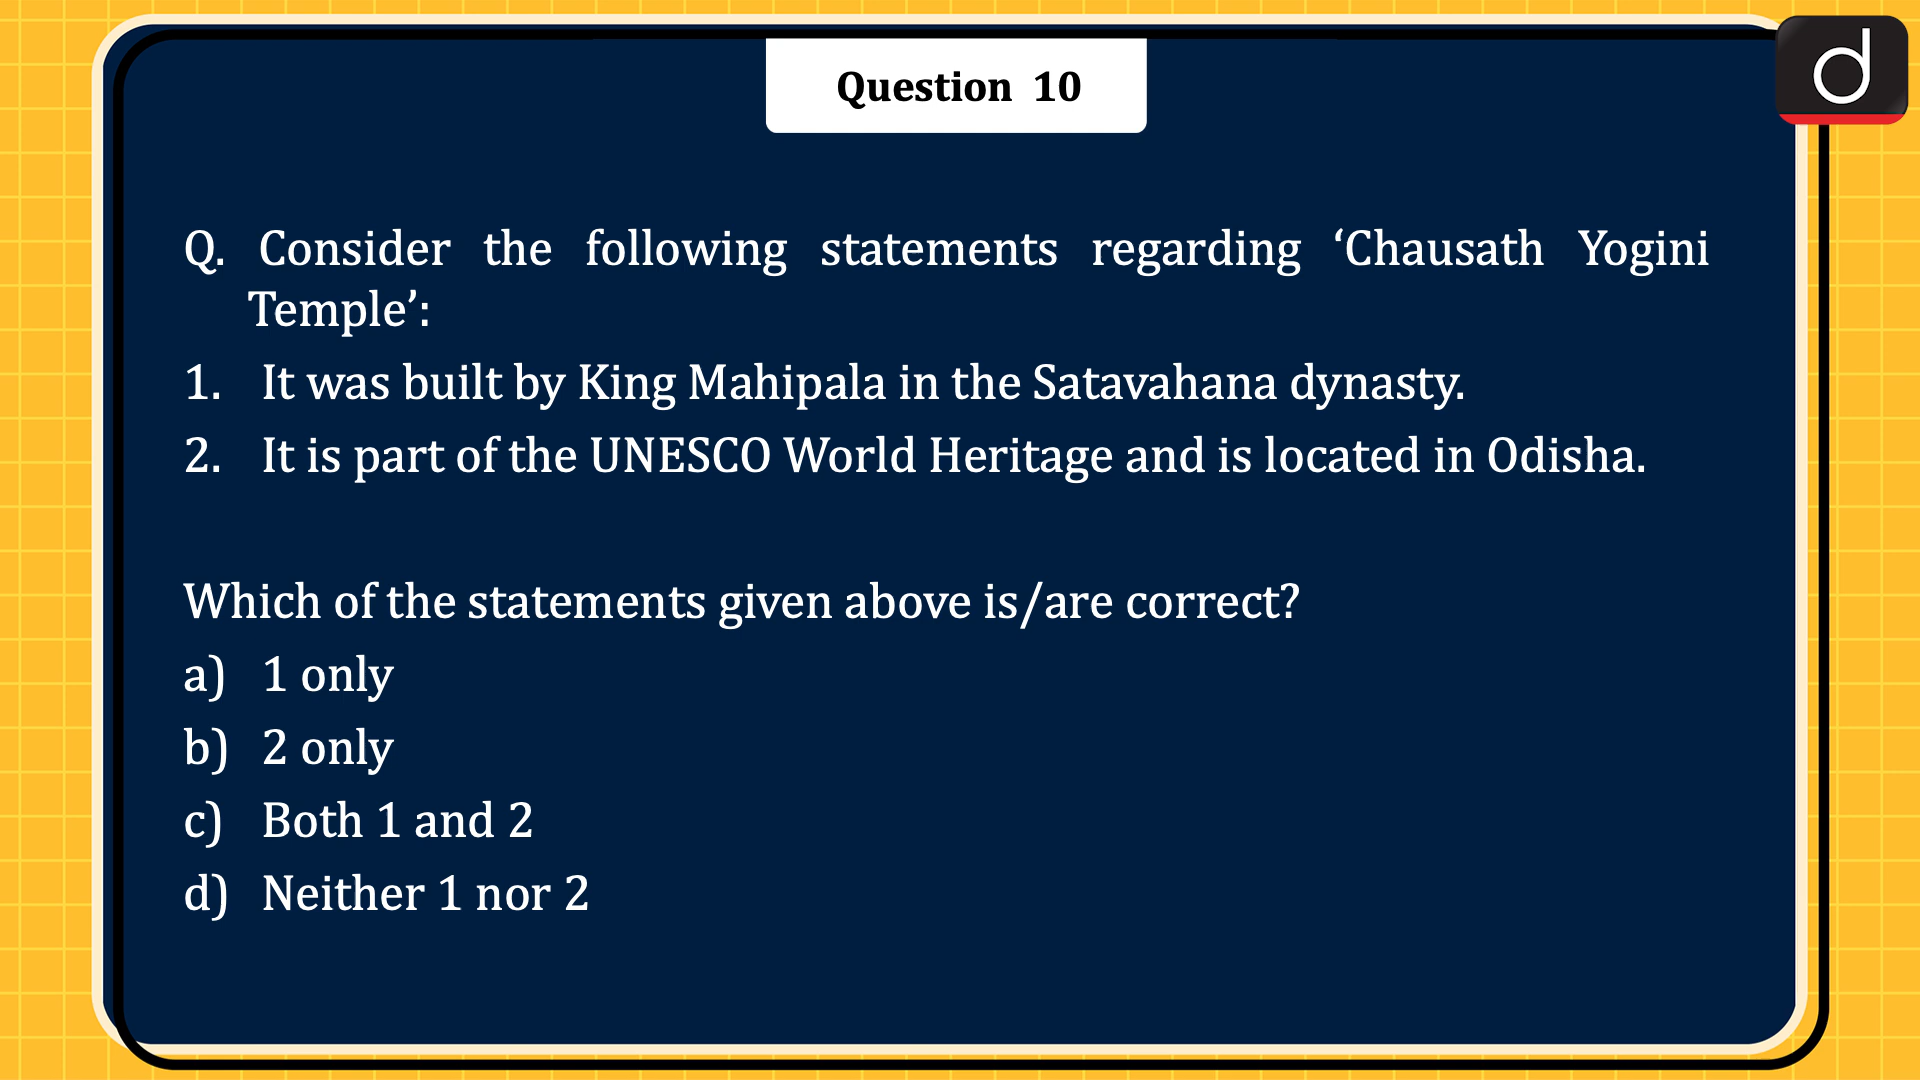 Question 10
Q. Consider the following statements regarding ‘Chausath Yogini
Temple’:
1. It was built by King Mahipala in the Satavahana dynasty.
2. It is part of the UNESCO World Heritage and is located in Odisha.
Which of the statements given above is/are correct?
a) 1 only
b) 2 only
c) Both 1 and 2
d) Neither 1 nor 2